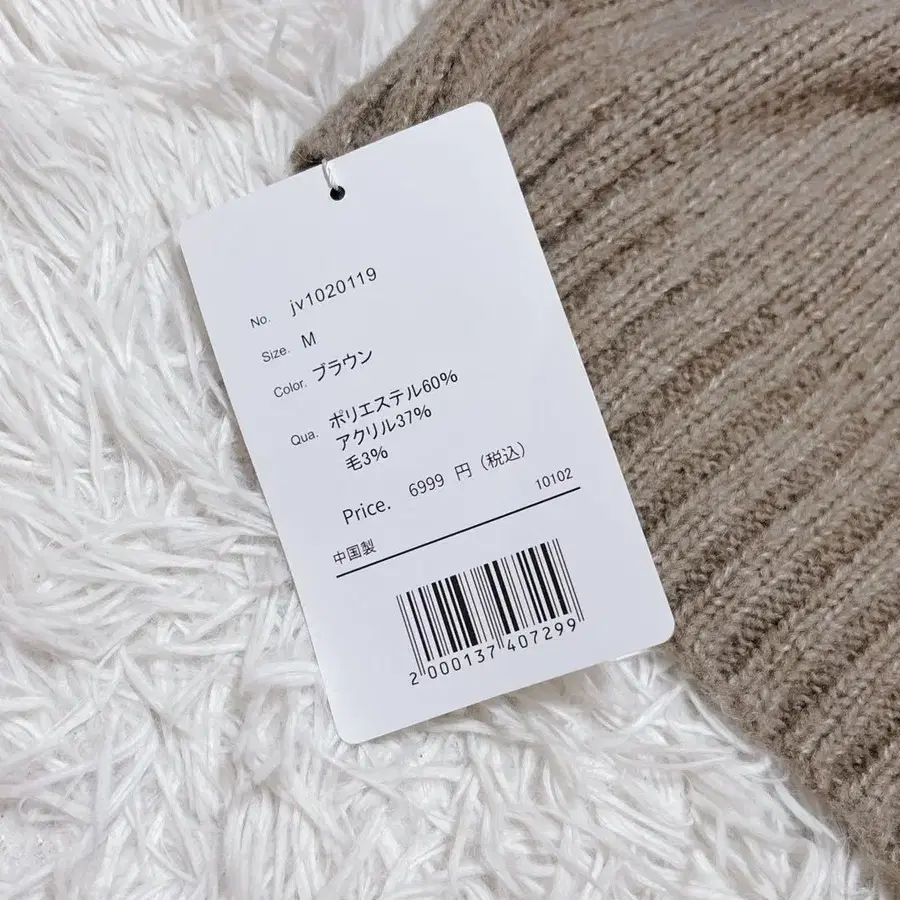 No. jv1020119
Size. M
Color. ブラウン
Qua. ポリエステル60%
アクリル37%
毛3%
Price. 6999 円 (税込)
10102
中国製
2 000137 407299